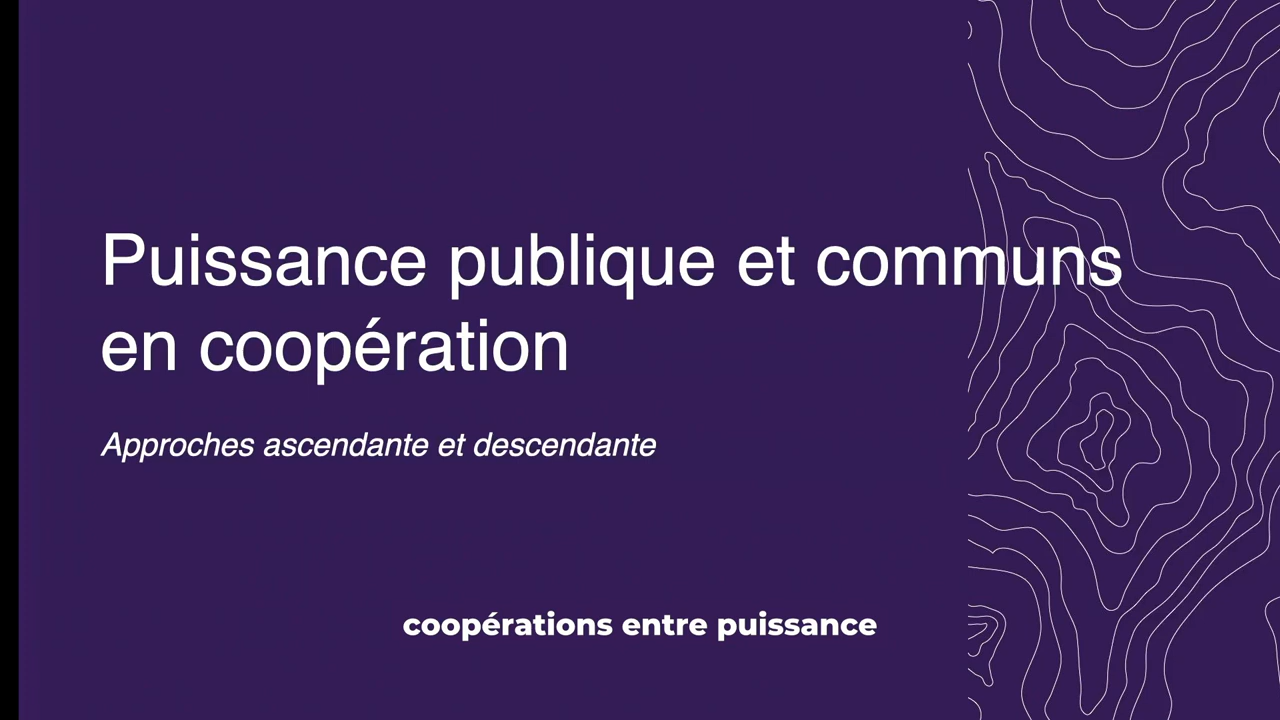 Puissance publique et communs
en coopération
Approches ascendante et descendante
coopérations entre puissance